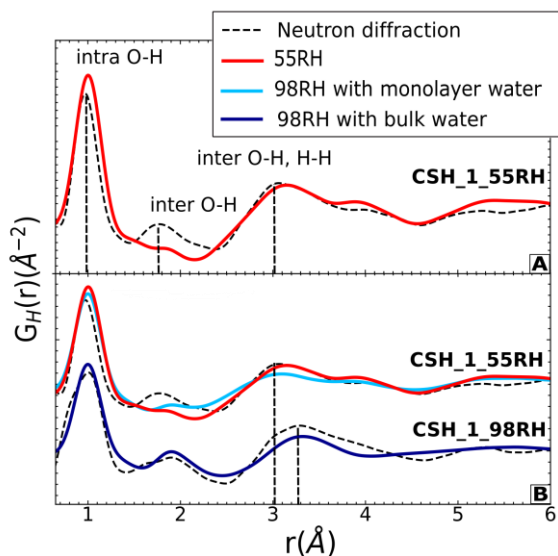 Neutron diffraction
55RH
98RH with monolayer water
98RH with bulk water
intra O-H
inter O-H, H-H
inter O-H
CSH_1_55RH
A
CSH_1_55RH
CSH_1_98RH
B
G_H(r)(Å⁻²)
1 2 3 4 5 6
r(Å)